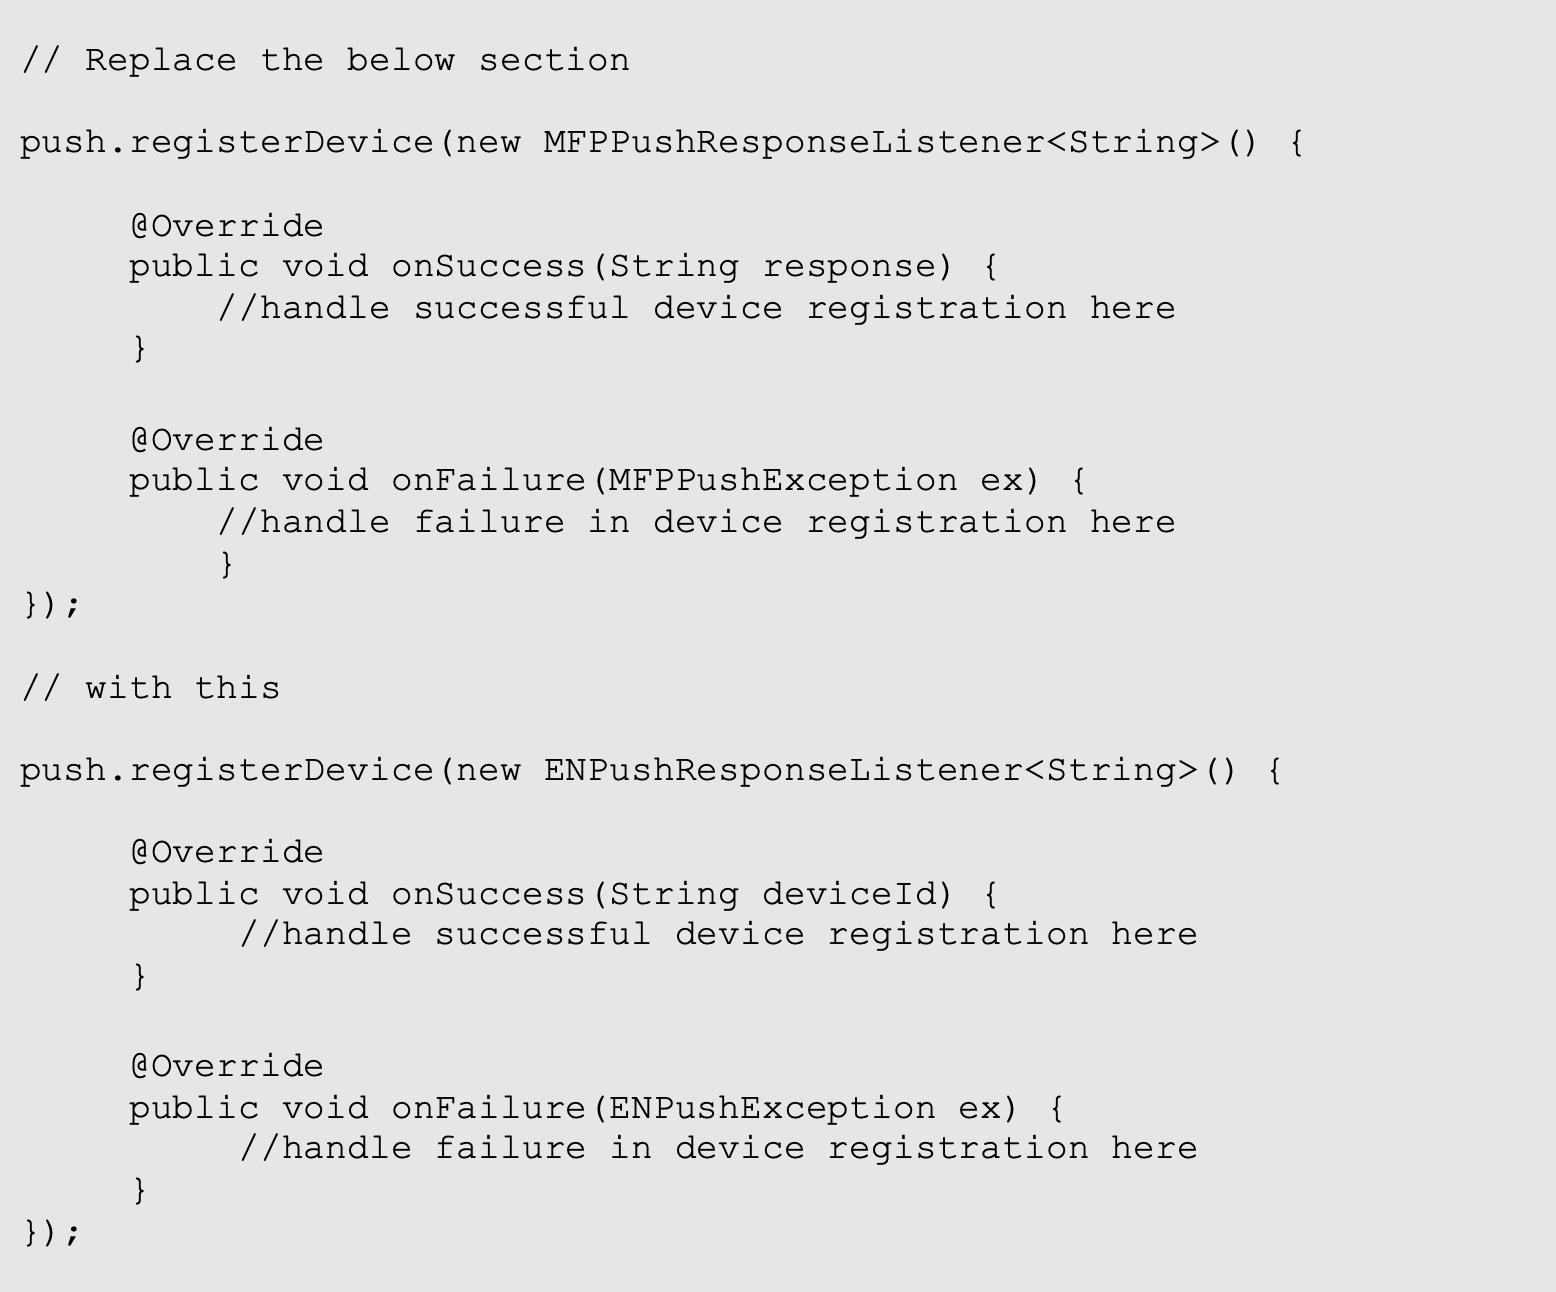 // Replace the below section
push.registerDevice(new MFPPushResponseListener<String>() {
@Override
public void onSuccess(String response) {
//handle successful device registration here
}
@Override
public void onFailure(MFPPushException ex) {
//handle failure in device registration here
}
});
// with this
push.registerDevice(new ENPushResponseListener<String>() {
@Override
public void onSuccess(String deviceId) {
//handle successful device registration here
}
@Override
public void onFailure(ENPushException ex) {
//handle failure in device registration here
}
});